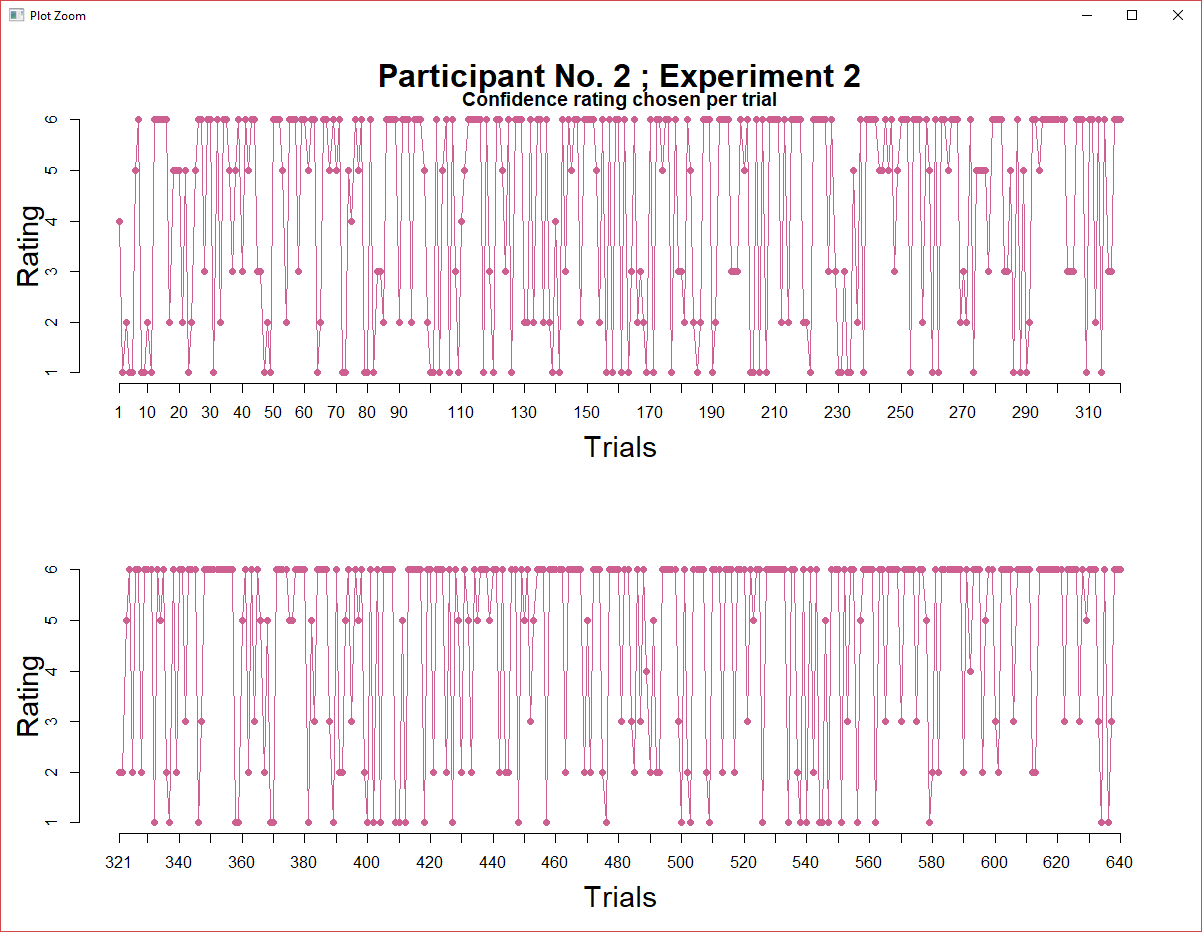 Plot Zoom
Participant No. 2 ; Experiment 2
Confidence rating chosen per trial
6
5
4
3
2
1
Rating
1 10 20 30 40 50 60 70 80 90 110 130 150 170 190 210 230 250 270 290 310
Trials
6
5
4
3
2
1
Rating
321 340 360 380 400 420 440 460 480 500 520 540 560 580 600 620 640
Trials